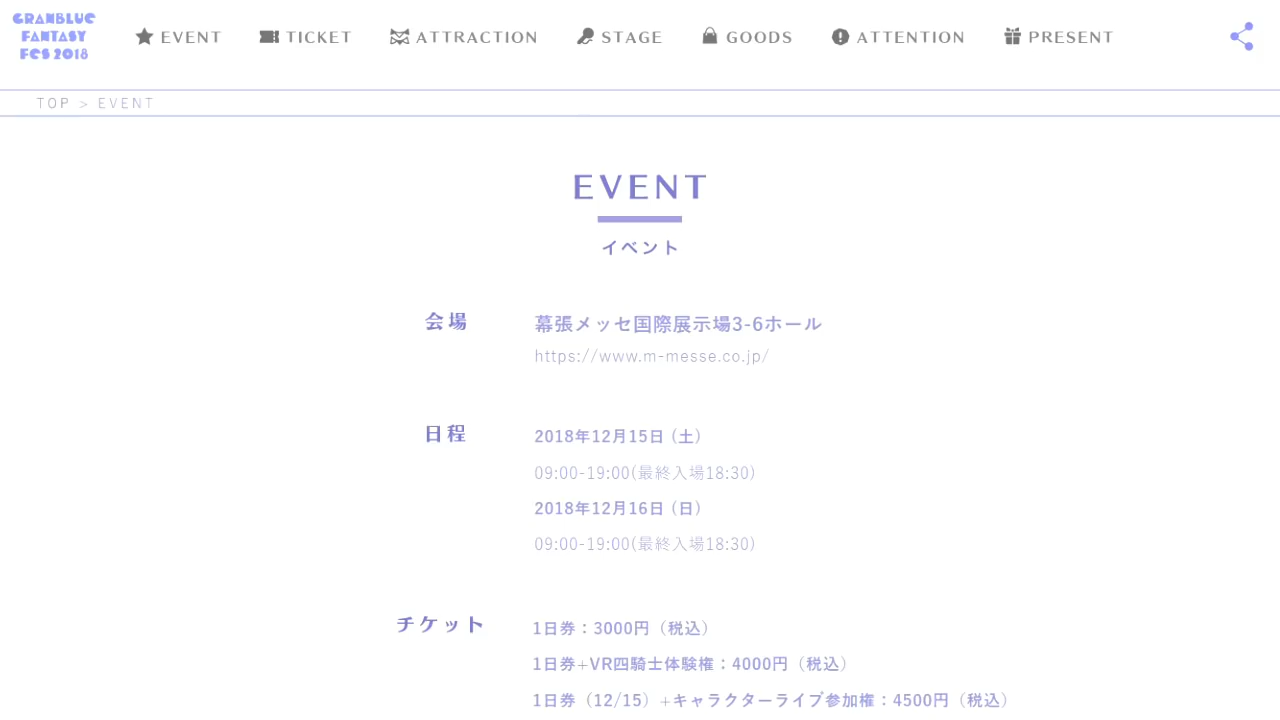 GRANBLUE
FANTASY
FES 2018
EVENT
TICKET
ATTRACTION
STAGE
GOODS
ATTENTION
PRESENT
TOP > EVENT
EVENT
イベント
会場
幕張メッセ国際展示場3-6ホール
https://www.m-messe.co.jp/
日程
2018年12月15日 (土)
09:00-19:00(最終入場18:30)
2018年12月16日 (日)
09:00-19:00(最終入場18:30)
チケット
1日券：3000円（税込）
1日券+VR四騎士体験権：4000円（税込）
1日券（12/15）+キャラクターライブ参加権：4500円（税込）